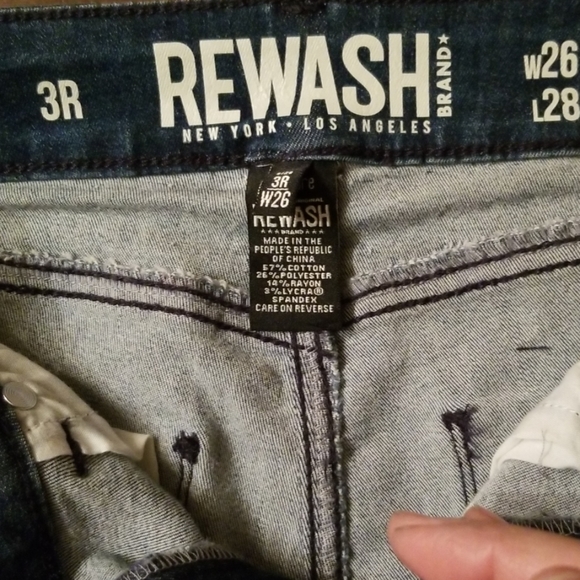 3R
REWASH
BRAND★
NEW YORK • LOS ANGELES
W26
L28
3R
W26
REWASH
★★★★BRAND★★★★
MADE IN THE
PEOPLE'S REPUBLIC
OF CHINA
57%COTTON
26%POLYESTER
14%RAYON
3%LYCRA®
SPANDEX
CARE ON REVERSE